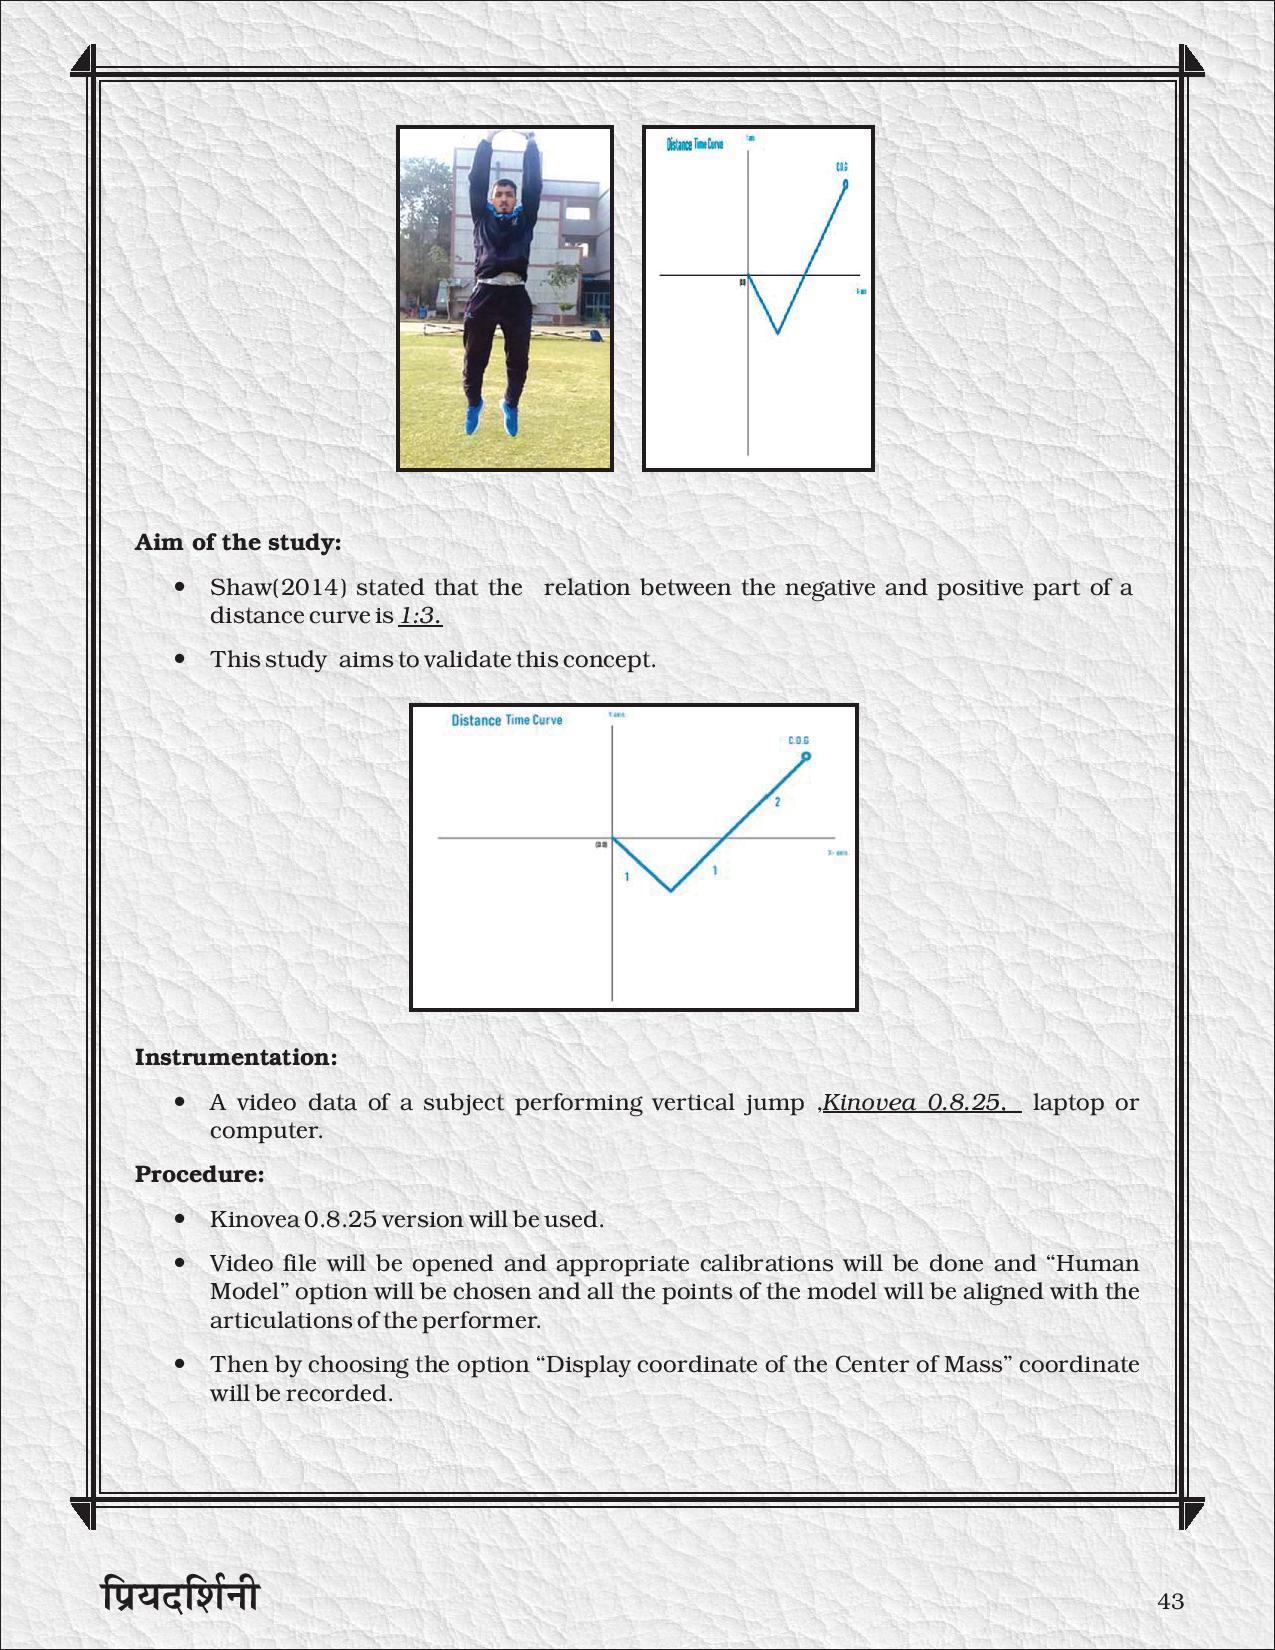 Distance Time Curve
C.O.G
Aim of the study:
• Shaw(2014) stated that the relation between the negative and positive part of a
distance curve is 1:3.
• This study aims to validate this concept.
Distance Time Curve
Y-axis
C.O.G
2
(0.0)
X- axis
1
1
Instrumentation:
• A video data of a subject performing vertical jump ,Kinovea 0.8.25. laptop or
computer.
Procedure:
• Kinovea 0.8.25 version will be used.
• Video file will be opened and appropriate calibrations will be done and “Human
Model” option will be chosen and all the points of the model will be aligned with the
articulations of the performer.
• Then by choosing the option “Display coordinate of the Center of Mass” coordinate
will be recorded.
प्रियदर्शिनी
43